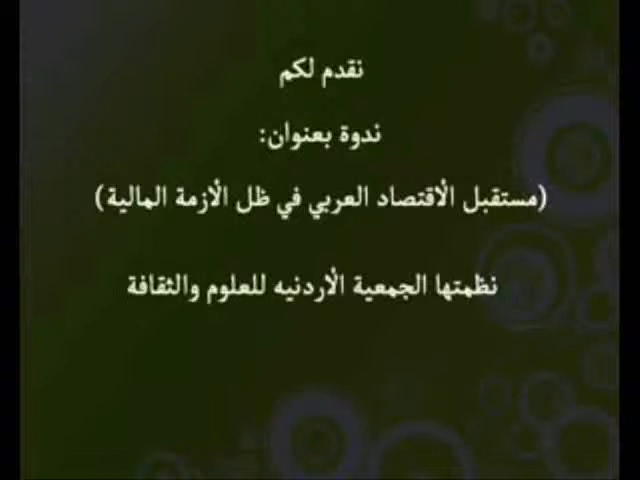 نقدم لكم
ندوة بعنوان:
(مستقبل الأقتصاد العربي في ظل الأزمة المالية)
نظمتها الجمعية الأردنيه للعلوم والثقافة